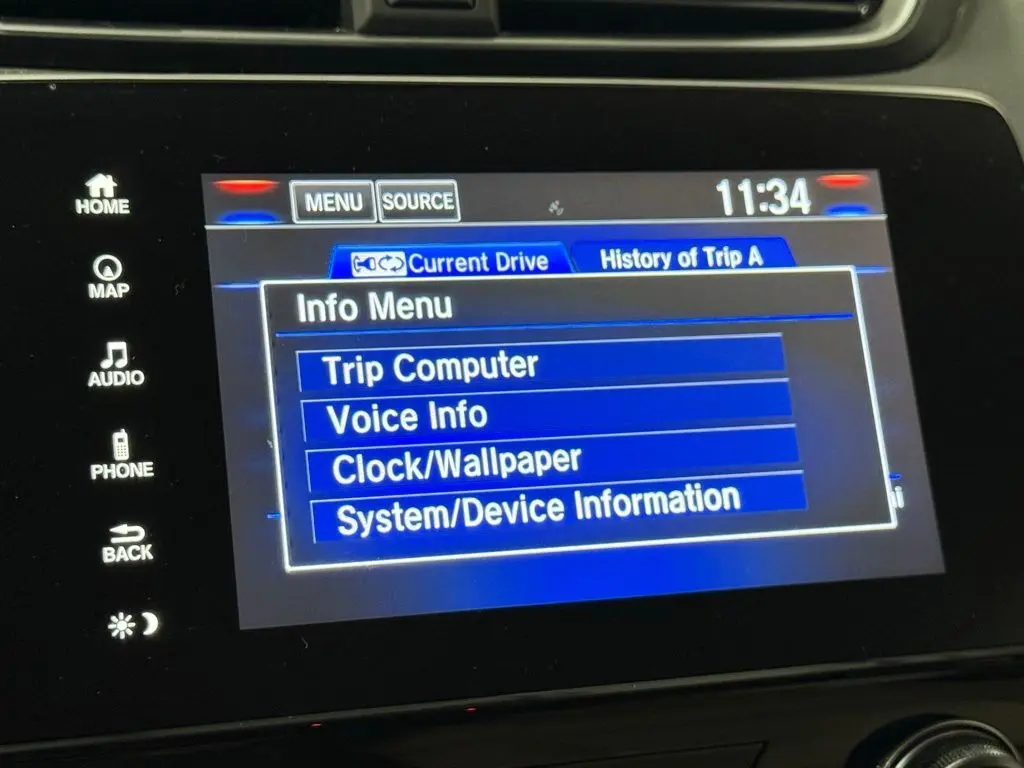 HOME
MAP
AUDIO
PHONE
BACK
MENU SOURCE 11:34
Current Drive History of Trip A
Info Menu
Trip Computer
Voice Info
Clock/Wallpaper
System/Device Information